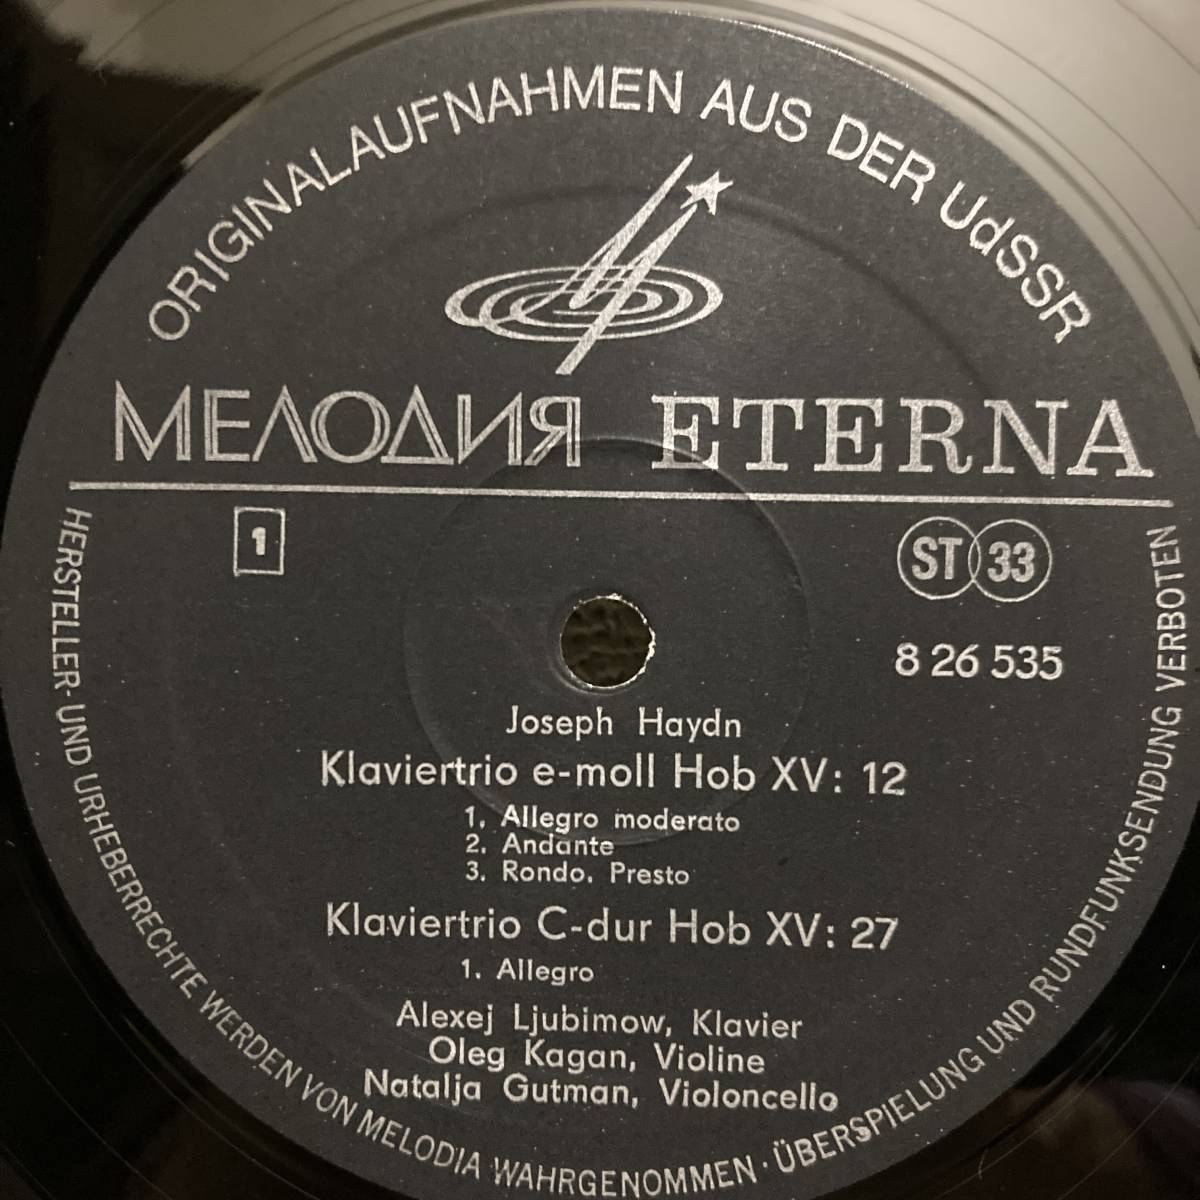 ORIGINALAUFNAHMEN AUS DER UdSSR
МЕЛОДИЯ ETERNA
1
ST 33
8 26 535
Joseph Haydn
Klaviertrio e-moll Hob XV: 12
1. Allegro moderato
2. Andante
3. Rondo. Presto
Klaviertrio C-dur Hob XV: 27
1. Allegro
Alexej Ljubimow, Klavier
Oleg Kagan, Violine
Natalja Gutman, Violoncello
HERSTELLER- UND URHEBERRECHTE WERDEN VON MELODIA WAHRGENOMMEN · ÜBERSPIELUNG UND RUNDFUNKSENDUNG VERBOTEN